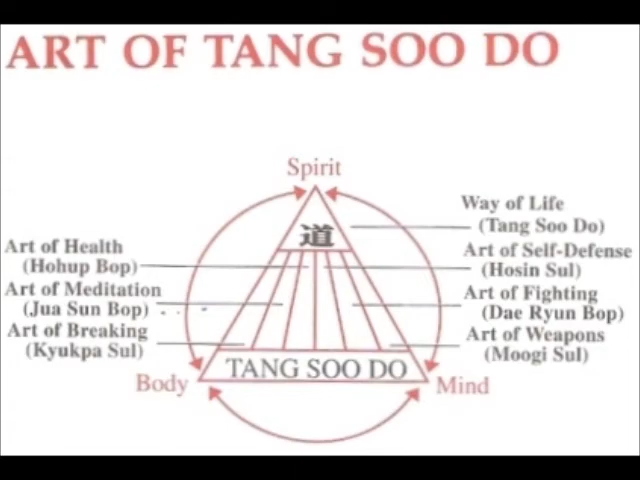 ART OF TANG SOO DO
Spirit
道
Way of Life
(Tang Soo Do)
Art of Health
(Hohup Bop)
Art of Self-Defense
(Hosin Sul)
Art of Meditation
(Jua Sun Bop)
Art of Fighting
(Dae Ryun Bop)
Art of Breaking
(Kyukpa Sul)
Art of Weapons
(Moogi Sul)
TANG SOO DO
Body
Mind